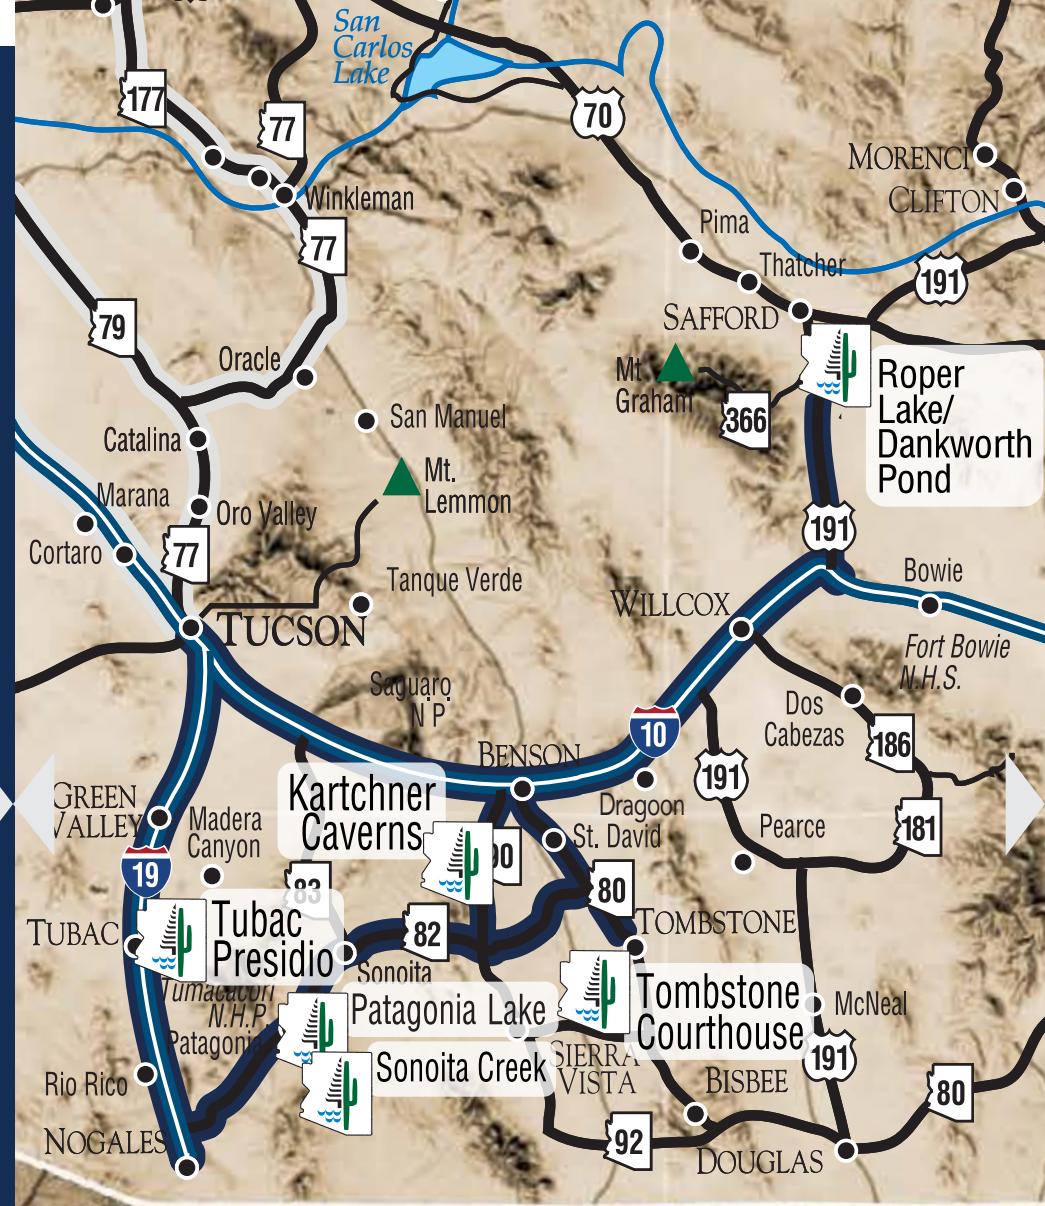 San
Carlos
Lake
177
77
70
MORENCI
CLIFTON
Winkleman
Pima
77
Thatcher
191
79
SAFFORD
Oracle
Mt.
Graham
366
Roper
Lake/
Dankworth
Pond
San Manuel
Catalina
Mt.
Lemmon
Marana
Oro Valley
191
Cortaro
77
Tanque Verde
Bowie
WILLCOX
TUCSON
Fort Bowie
N.H.S.
Saguaro
N P
Dos
Cabezas
10
186
BENSON
191
GREEN
VALLEY
Kartchner
Caverns
Dragoon
Madera
Canyon
St. David
Pearce
181
90
19
83
80
TUBAC
Tubac
Presidio
82
TOMBSTONE
Sonoita
Tumacacori
N.H.P.
Patagonia
Patagonia Lake
Tombstone
Courthouse
McNeal
Sonoita Creek
SIERRA
VISTA
191
Rio Rico
BISBEE
80
NOGALES
92
DOUGLAS